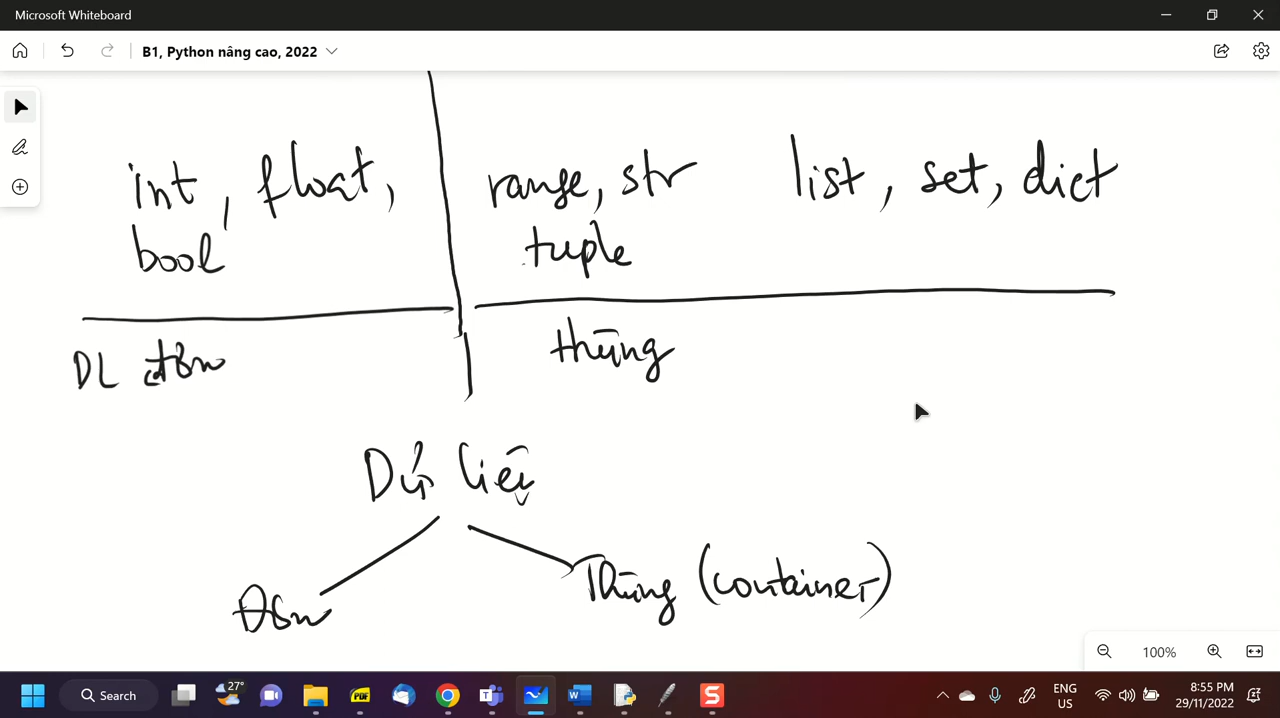 Microsoft Whiteboard
B1, Python nâng cao, 2022
int, float, range, str list, set, dict
bool tuple
DL đơn thùng
Dữ liệu
Đơn Thùng (container)
100%
Search
27°
PDF
ENG
US
8:55 PM
29/11/2022